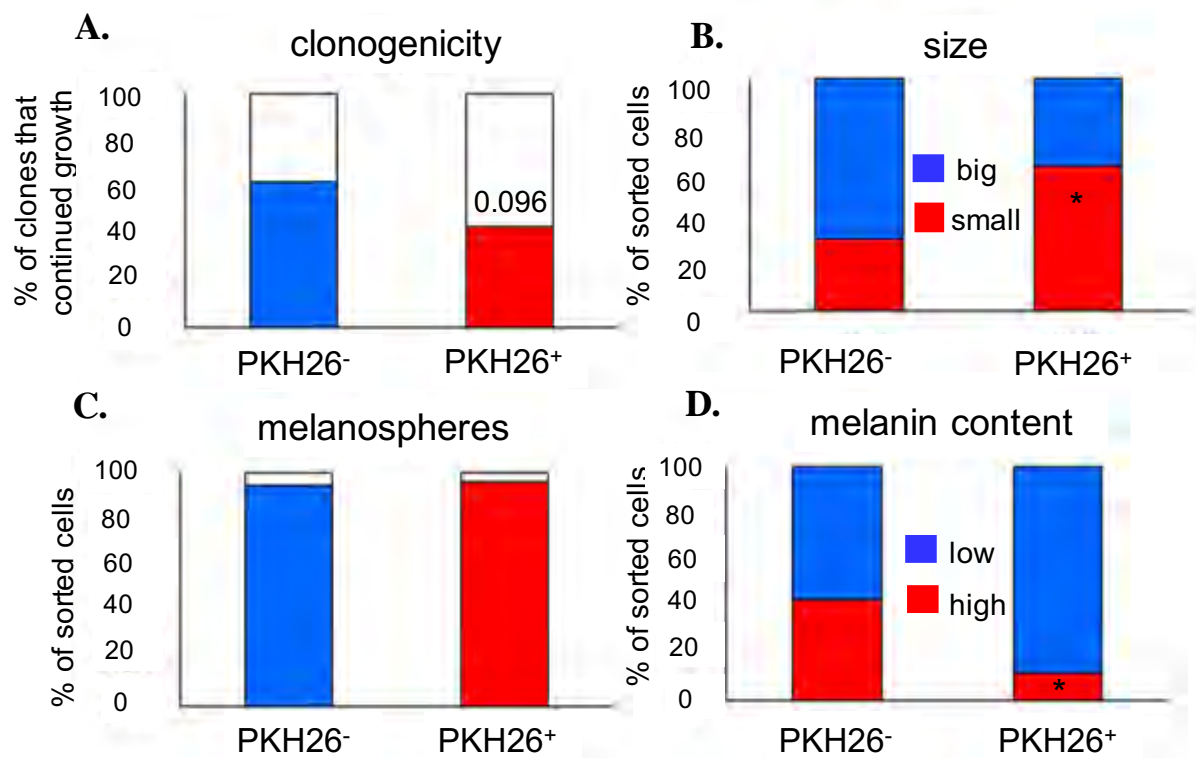 A.
clonogenicity
% of clones that
continued growth
100
80
60
40
20
0
0.096
PKH26-
PKH26+
B.
size
% of sorted cells
100
80
60
40
20
0
big
small
*
PKH26-
PKH26+
C.
melanospheres
% of sorted cells
100
80
60
40
20
0
PKH26-
PKH26+
D.
melanin content
% of sorted cells
100
80
60
40
20
0
low
high
*
PKH26-
PKH26+